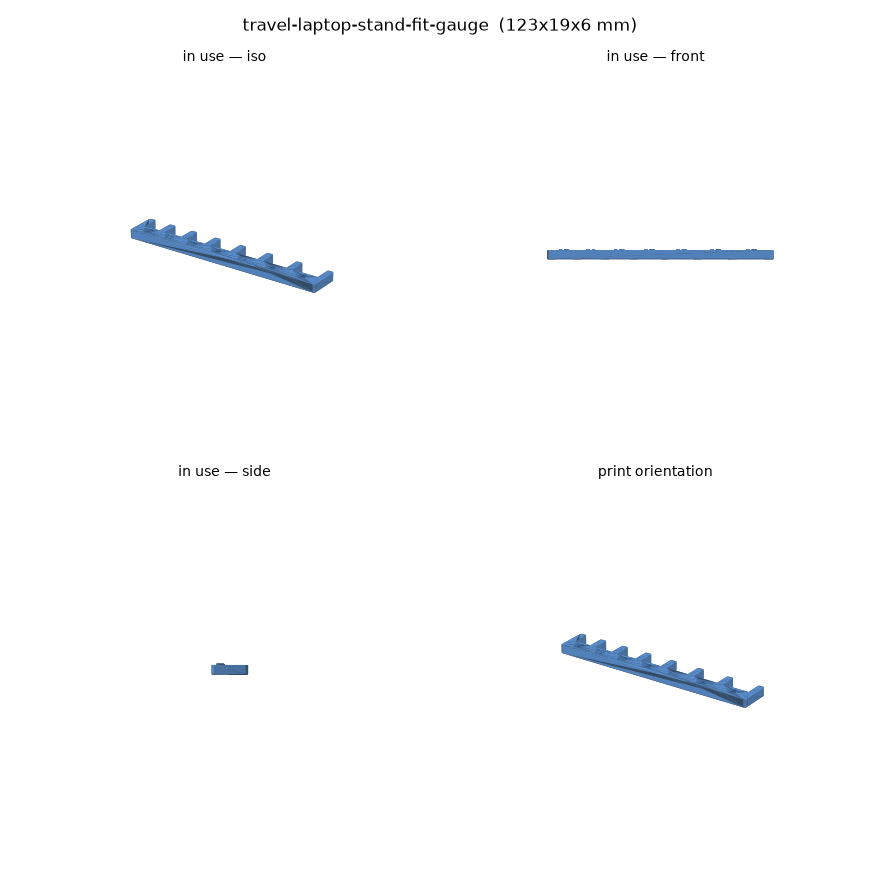 travel-laptop-stand-fit-gauge (123x19x6 mm)
in use — iso
in use — front
in use — side
print orientation